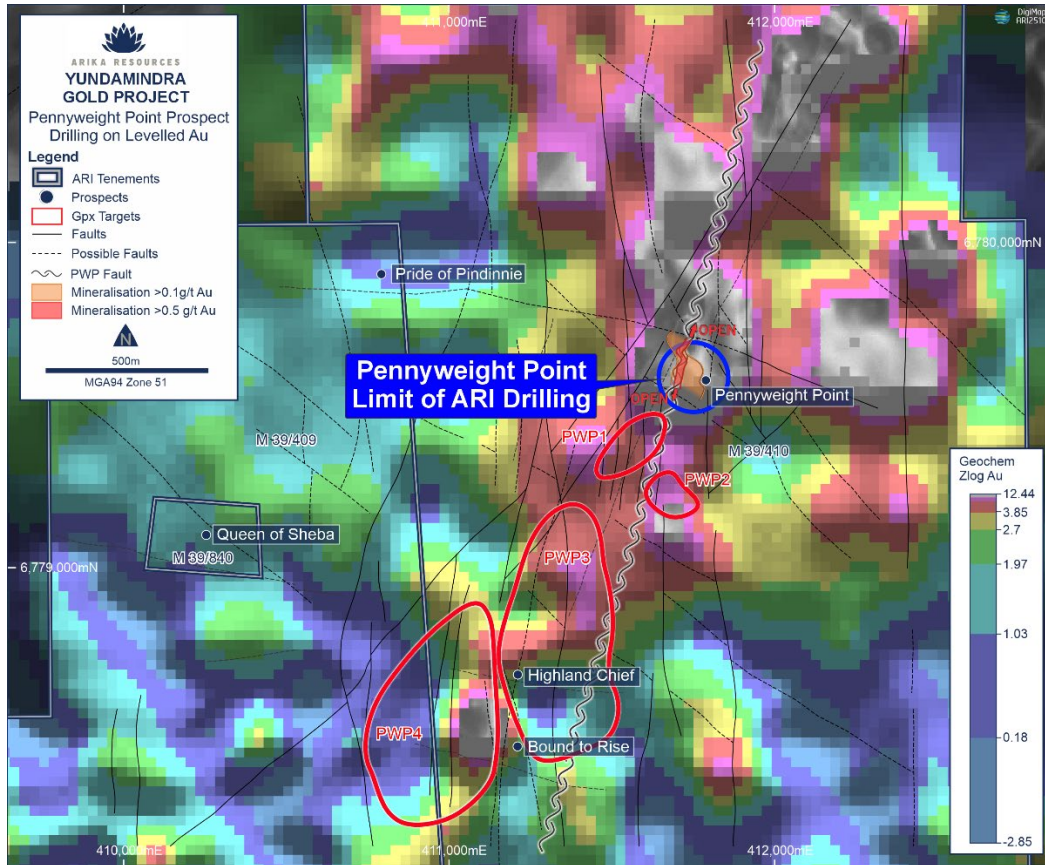 ARIKA RESOURCES
YUNDAMINDRA
GOLD PROJECT
Pennyweight Point Prospect
Drilling on Levelled Au
Legend
ARI Tenements
Prospects
Gpx Targets
Faults
Possible Faults
PWP Fault
Mineralisation >0.1g/t Au
Mineralisation >0.5 g/t Au
N
500m
MGA94 Zone 51
411,000mE
412,000mE
DigiMap
ARI2510
6,780,000mN
Pride of Pindinnie
OPEN
Pennyweight Point
Limit of ARI Drilling
Pennyweight Point
OPEN
PWP1
M 39/409
M 39/410
PWP2
Geochem
Zlog Au
12.44
3.85
2.7
1.97
1.03
0.18
-2.85
Queen of Sheba
M 39/840
PWP3
6,779,000mN
Highland Chief
PWP4
Bound to Rise
410,000mE
411,000mE
412,000mE